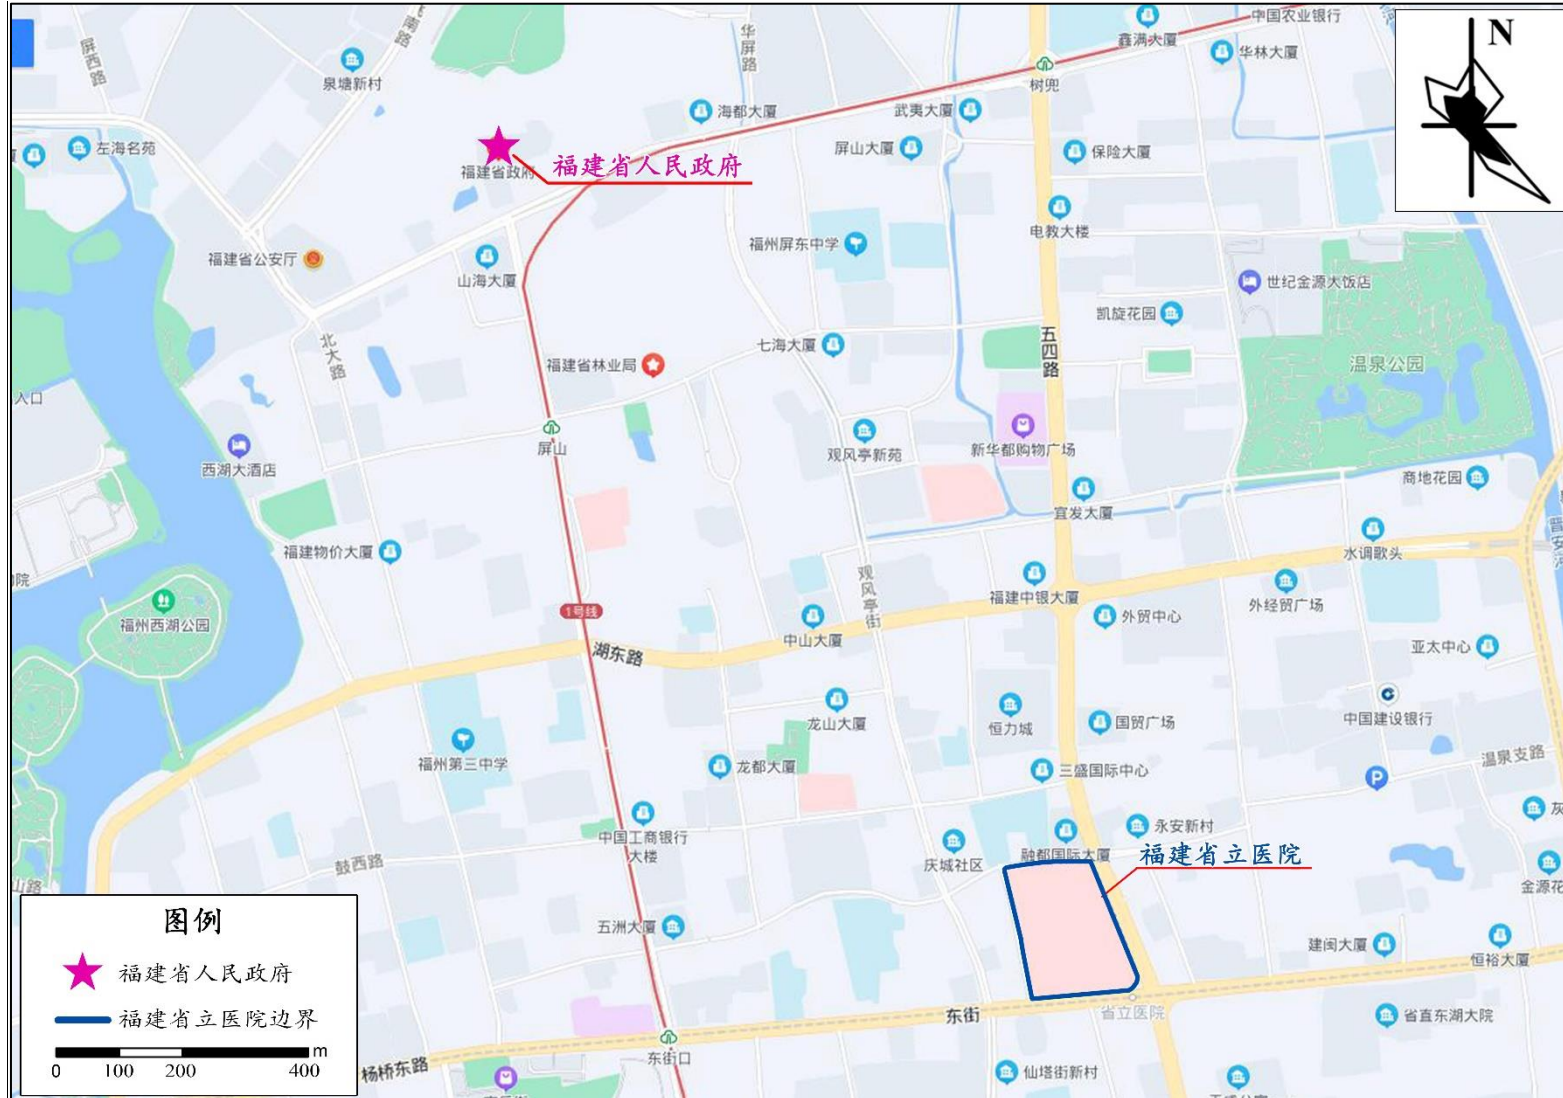 中国农业银行
鑫满大厦
华林大厦
N
屏西路
华屏路
泉塘新村
树兜
海都大厦
武夷大厦
左海名苑
屏山大厦
保险大厦
福建省政府
福建省人民政府
电教大楼
福州屏东中学
福建省公安厅
山海大厦
世纪金源大饭店
凯旋花园
北大路
五四路
七海大厦
福建省林业局
温泉公园
入口
屏山
观风亭新苑
新华都购物广场
西湖大酒店
商地花园
宜发大厦
晋安河
福建物价大厦
水调歌头
观风亭街
福建中银大厦
外经贸广场
1号线
外贸中心
福州西湖公园
中山大厦
湖东路
亚太中心
龙山大厦
恒力城
国贸广场
中国建设银行
福州第三中学
龙都大厦
三盛国际中心
温泉支路
P
中国工商银行
大楼
永安新村
鼓西路
庆城社区
融都国际大厦
福建省立医院
五洲大厦
建闽大厦
恒裕大厦
东街
省立医院
省直东湖大院
东街口
杨桥东路
仙塔街新村
图例
福建省人民政府
福建省立医院边界
m
0 100 200 400